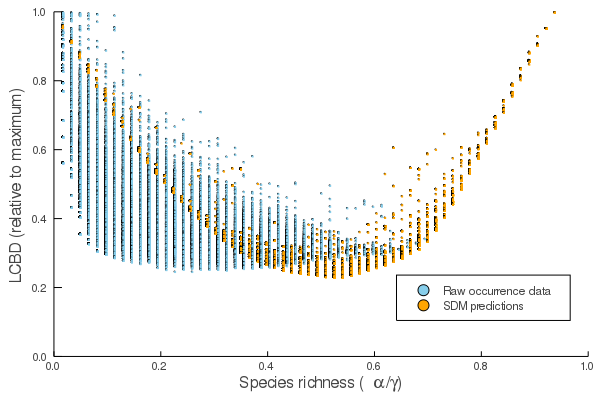 1.0
0.8
0.6
0.4
0.2
0.0
LCBD (relative to maximum)
Raw occurrence data
SDM predictions
0.0 0.2 0.4 0.6 0.8 1.0
Species richness ( α/γ)